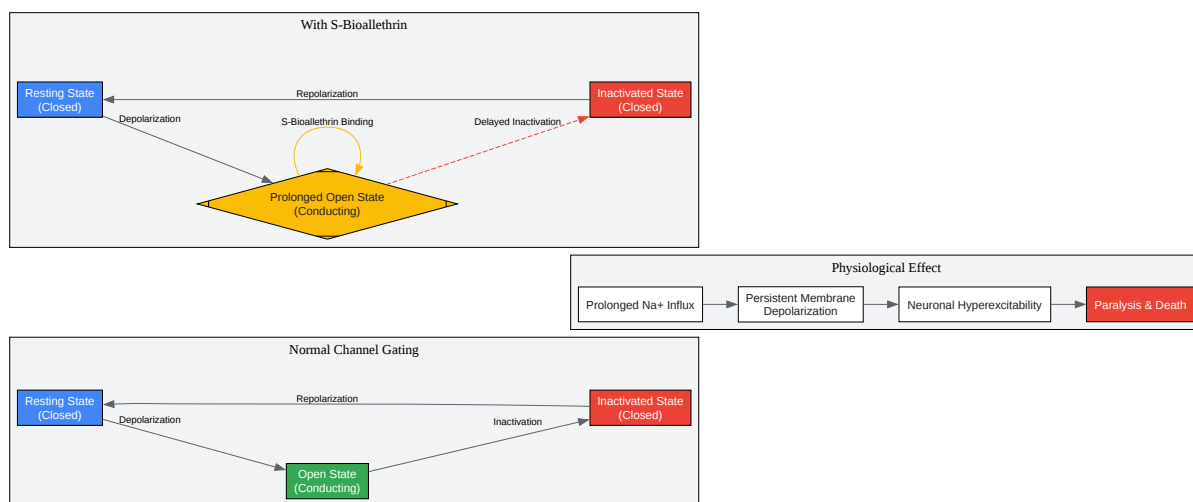 With S-Bioallethrin
Resting State
(Closed)
Inactivated State
(Closed)
Repolarization
Depolarization
S-Bioallethrin Binding
Delayed Inactivation
Prolonged Open State
(Conducting)
Physiological Effect
Prolonged Na+ Influx
Persistent Membrane
Depolarization
Neuronal Hyperexcitability
Paralysis & Death
Normal Channel Gating
Resting State
(Closed)
Inactivated State
(Closed)
Repolarization
Depolarization
Inactivation
Open State
(Conducting)